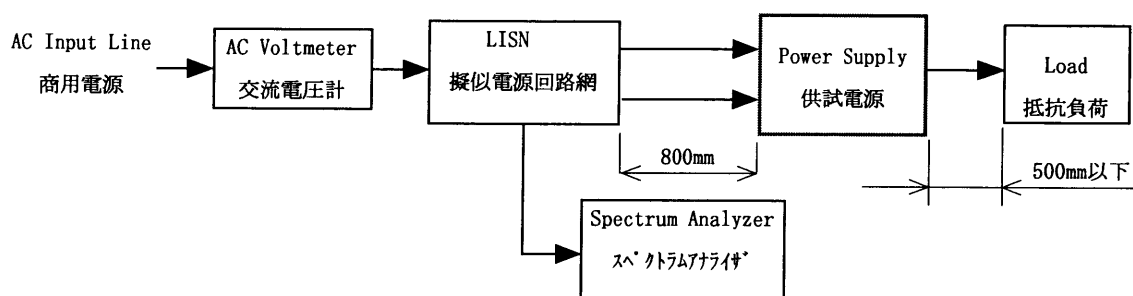 AC Input Line
商用電源
AC Voltmeter
交流電圧計
LISN
擬似電源回路網
Power Supply
供試電源
Load
抵抗負荷
800mm
500mm以下
Spectrum Analyzer
ｽﾍﾟｸﾄﾗﾑｱﾅﾗｲｻﾞ